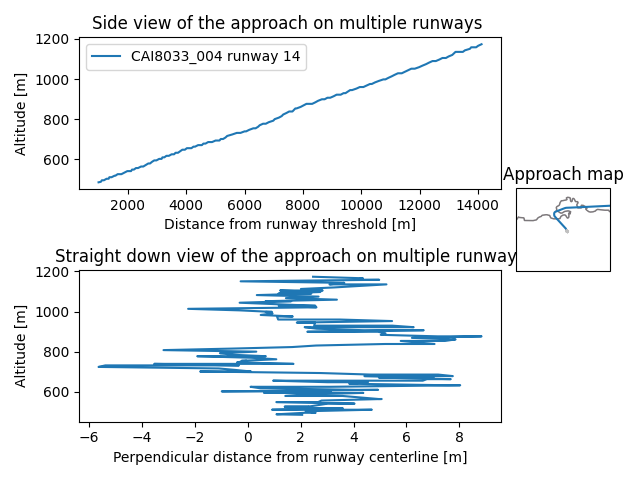 Side view of the approach on multiple runways
1200
1000
800
600
Altitude [m]
CAI8033_004 runway 14
2000 4000 6000 8000 10000 12000 14000
Distance from runway threshold [m]
Approach map
Straight down view of the approach on multiple runway
1200
1000
800
600
Altitude [m]
−6 −4 −2 0 2 4 6 8
Perpendicular distance from runway centerline [m]